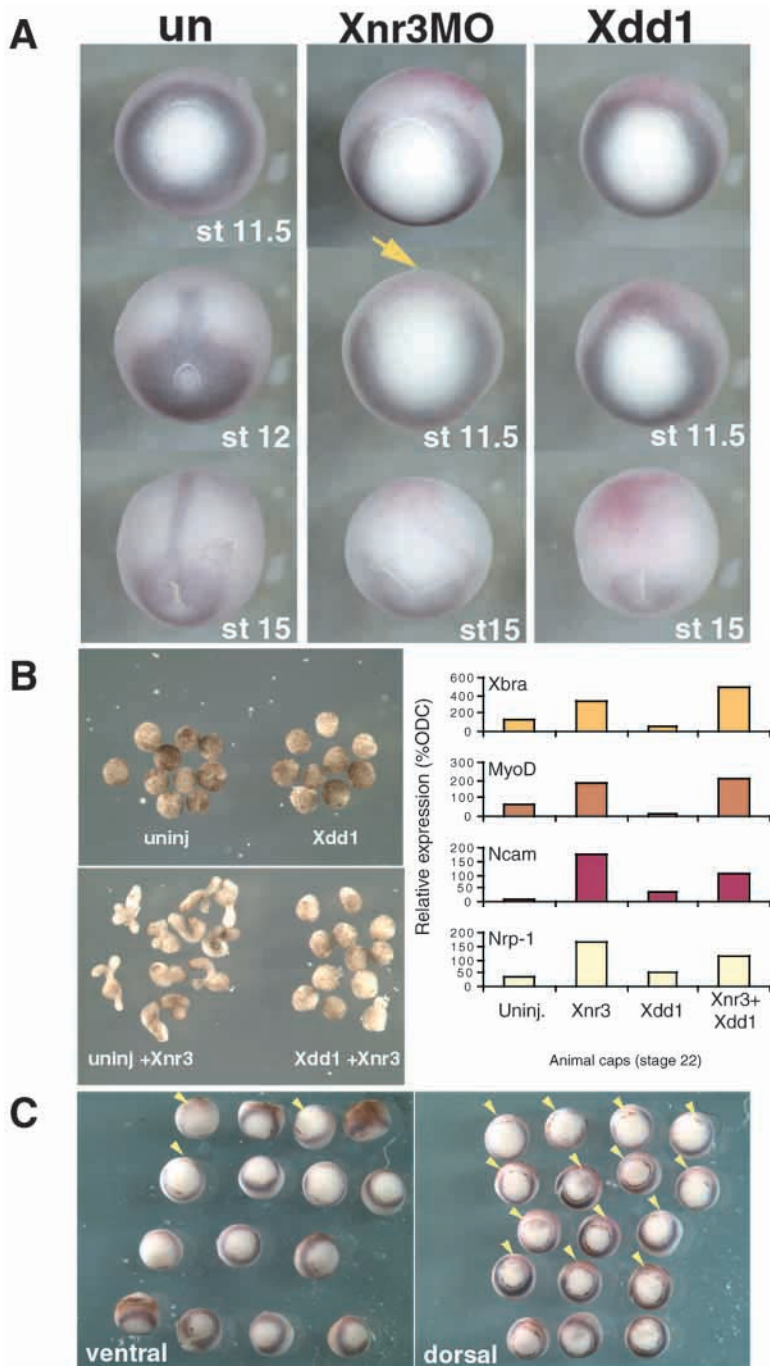 A
un
Xnr3MO
Xdd1
st 11.5
st 12
st 11.5
st 11.5
st 15
st15
st 15
B
uninj
Xdd1
uninj +Xnr3
Xdd1 +Xnr3
Relative expression (%ODC)
Xbra
600
400
200
0
MyoD
300
200
100
0
Ncam
200
150
100
50
0
Nrp-1
200
150
100
50
0
Uninj.
Xnr3
Xdd1
Xnr3+
Xdd1
Animal caps (stage 22)
C
ventral
dorsal